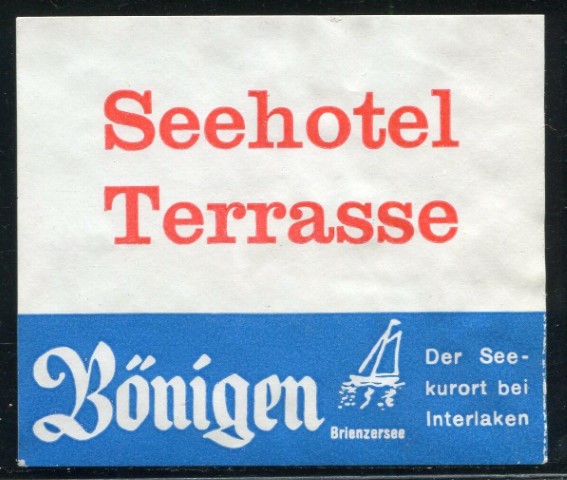 Seehotel
Terrasse
Bönigen
Brienzersee
Der See-
kurort bei
Interlaken